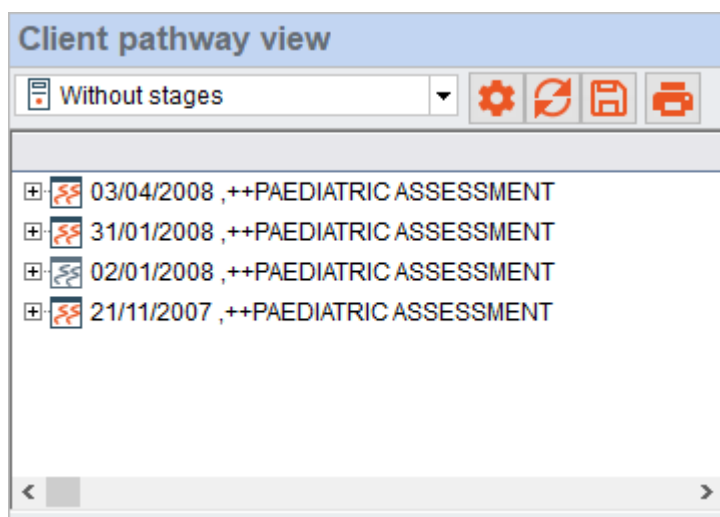 Client pathway view
Without stages
03/04/2008 ,++PAEDIATRIC ASSESSMENT
31/01/2008 ,++PAEDIATRIC ASSESSMENT
02/01/2008 ,++PAEDIATRIC ASSESSMENT
21/11/2007 ,++PAEDIATRIC ASSESSMENT